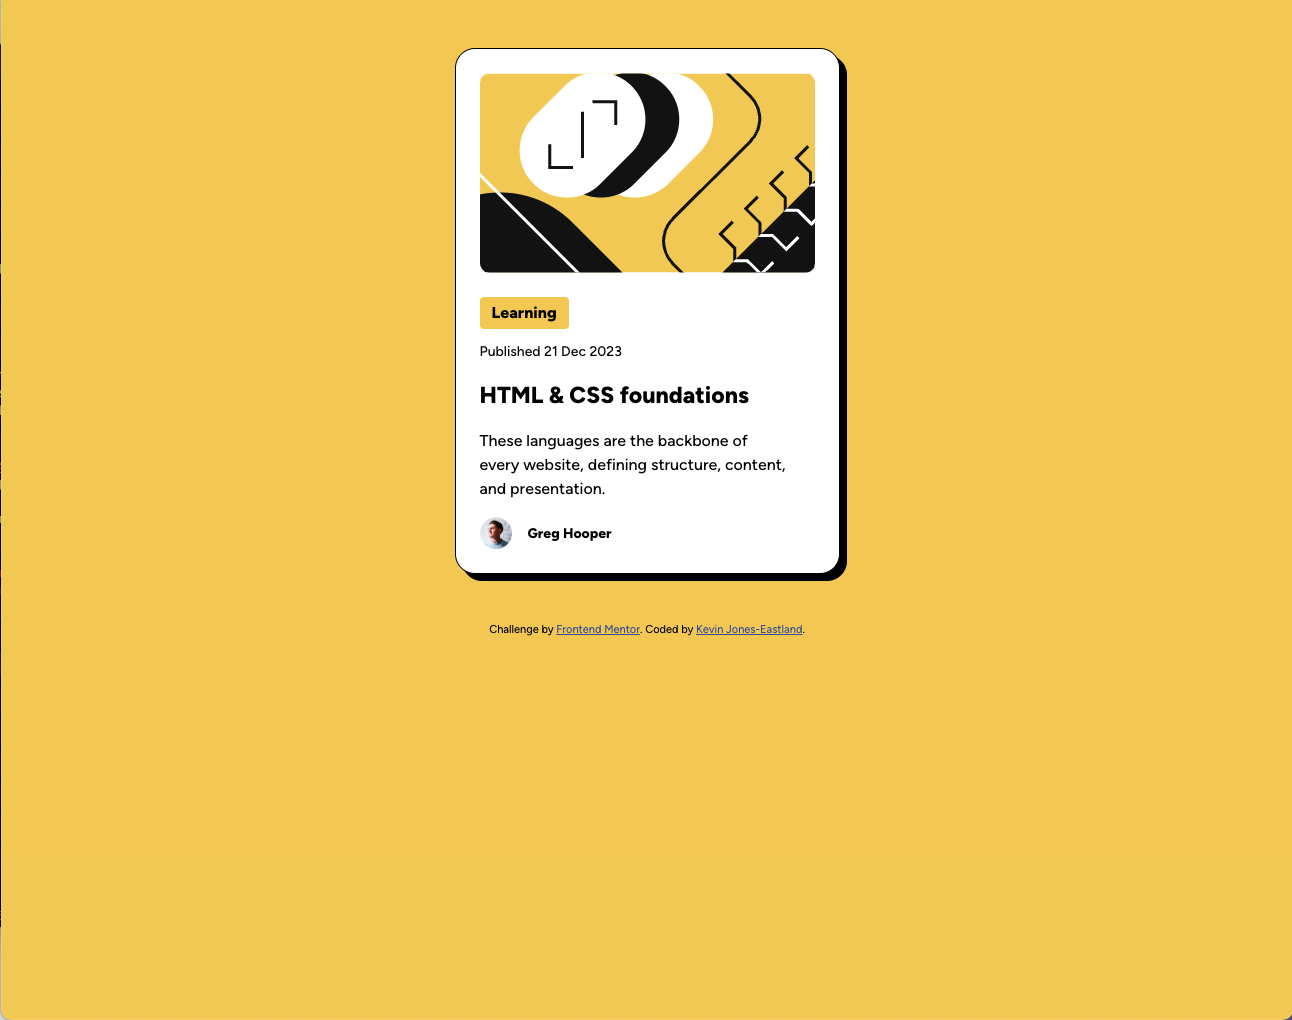 Learning
Published 21 Dec 2023
HTML & CSS foundations
These languages are the backbone of
every website, defining structure, content,
and presentation.
Greg Hooper
Challenge by Frontend Mentor. Coded by Kevin Jones-Eastland.